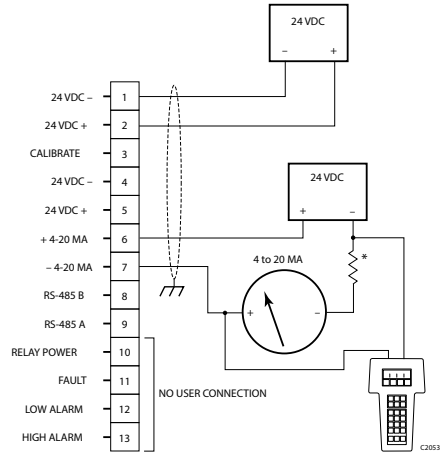 24 VDC
– +
24 VDC – 1
24 VDC + 2
CALIBRATE 3
24 VDC – 4
24 VDC + 5
+ 4-20 MA 6
– 4-20 MA 7
RS-485 B 8
RS-485 A 9
RELAY POWER 10
FAULT 11
LOW ALARM 12
HIGH ALARM 13
NO USER CONNECTION
24 VDC
+ –
*
4 to 20 MA
+ –
C2053